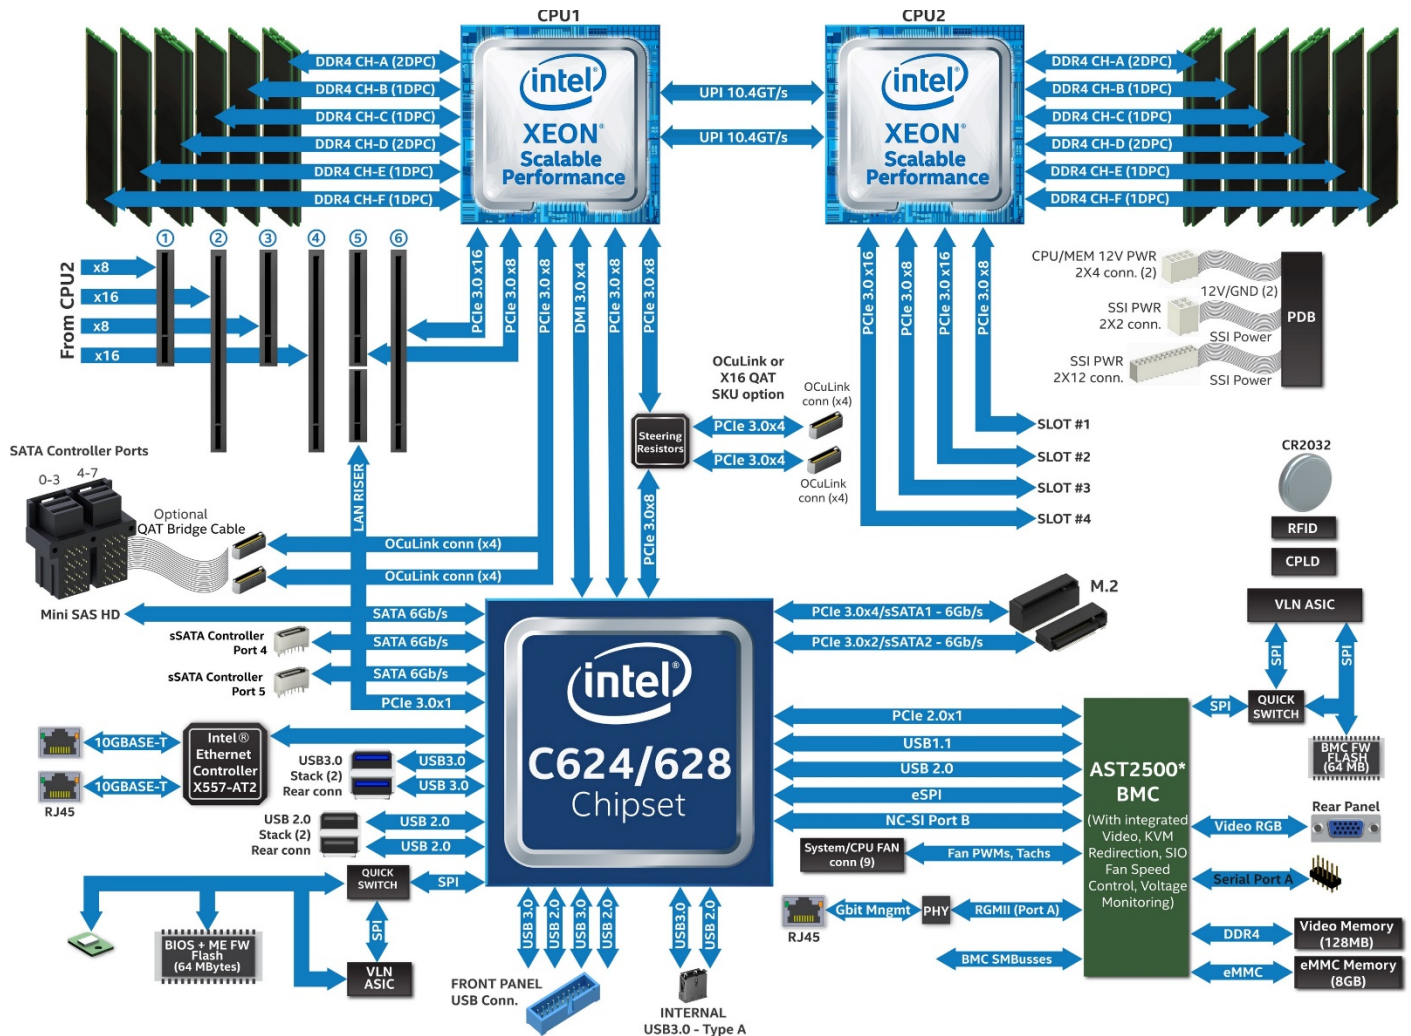 CPU1
CPU2
intel®
XEON®
Scalable
Performance
intel®
XEON®
Scalable
Performance
DDR4 CH-A (2DPC)
DDR4 CH-B (1DPC)
DDR4 CH-C (1DPC)
DDR4 CH-D (2DPC)
DDR4 CH-E (1DPC)
DDR4 CH-F (1DPC)
UPI 10.4GT/s
UPI 10.4GT/s
DDR4 CH-A (2DPC)
DDR4 CH-B (1DPC)
DDR4 CH-C (1DPC)
DDR4 CH-D (2DPC)
DDR4 CH-E (1DPC)
DDR4 CH-F (1DPC)
1
2
3
4
5
6
From CPU2
x8
x16
x8
x16
PCIe 3.0 x16
PCIe 3.0 x8
PCIe 3.0 x8
DMI 3.0 x4
PCIe 3.0 x8
PCIe 3.0 x8
PCIe 3.0 x16
PCIe 3.0 x8
PCIe 3.0 x16
PCIe 3.0 x8
CPU/MEM 12V PWR
2X4 conn. (2)
12V/GND (2)
SSI PWR
2X2 conn.
SSI Power
SSI PWR
2X12 conn.
SSI Power
PDB
OCuLink or
X16 QAT
SKU option
OCuLink
conn (x4)
Steering
Resistors
PCIe 3.0x4
PCIe 3.0x4
OCuLink
conn (x4)
PCIe 3.0x8
SLOT #1
SLOT #2
SLOT #3
SLOT #4
SATA Controller Ports
0-3
4-7
Optional
QAT Bridge Cable
LAN RISER
OCuLink conn (x4)
OCuLink conn (x4)
Mini SAS HD
SATA 6Gb/s
sSATA Controller
Port 4
SATA 6Gb/s
sSATA Controller
Port 5
SATA 6Gb/s
PCIe 3.0x1
intel®
C624/628
Chipset
PCIe 3.0x4/sSATA1 - 6Gb/s
PCIe 3.0x2/sSATA2 - 6Gb/s
M.2
CR2032
RFID
CPLD
VLN ASIC
SPI
SPI
SPI
QUICK
SWITCH
BMC FW
FLASH
(64 MB)
10GBASE-T
10GBASE-T
RJ45
Intel®
Ethernet
Controller
X557-AT2
USB3.0
Stack (2)
Rear conn
USB3.0
USB 3.0
USB 2.0
Stack (2)
Rear conn
USB 2.0
USB 2.0
PCIe 2.0x1
USB1.1
USB 2.0
eSPI
NC-SI Port B
AST2500*
BMC
(With integrated
Video, KVM
Redirection, SIO
Fan Speed
Control, Voltage
Monitoring)
Rear Panel
Video RGB
Serial Port A
DDR4
Video Memory
(128MB)
eMMC
eMMC Memory
(8GB)
System/CPU FAN
conn (9)
Fan PWMs, Tachs
RJ45
Gbit Mngmt
PHY
RGMII (Port A)
BMC SMBusses
QUICK
SWITCH
SPI
SPI
BIOS + ME FW
Flash
(64 MBytes)
VLN
ASIC
USB 3.0
USB 2.0
USB 3.0
USB 2.0
USB3.0
USB 2.0
FRONT PANEL
USB Conn.
INTERNAL
USB3.0 - Type A